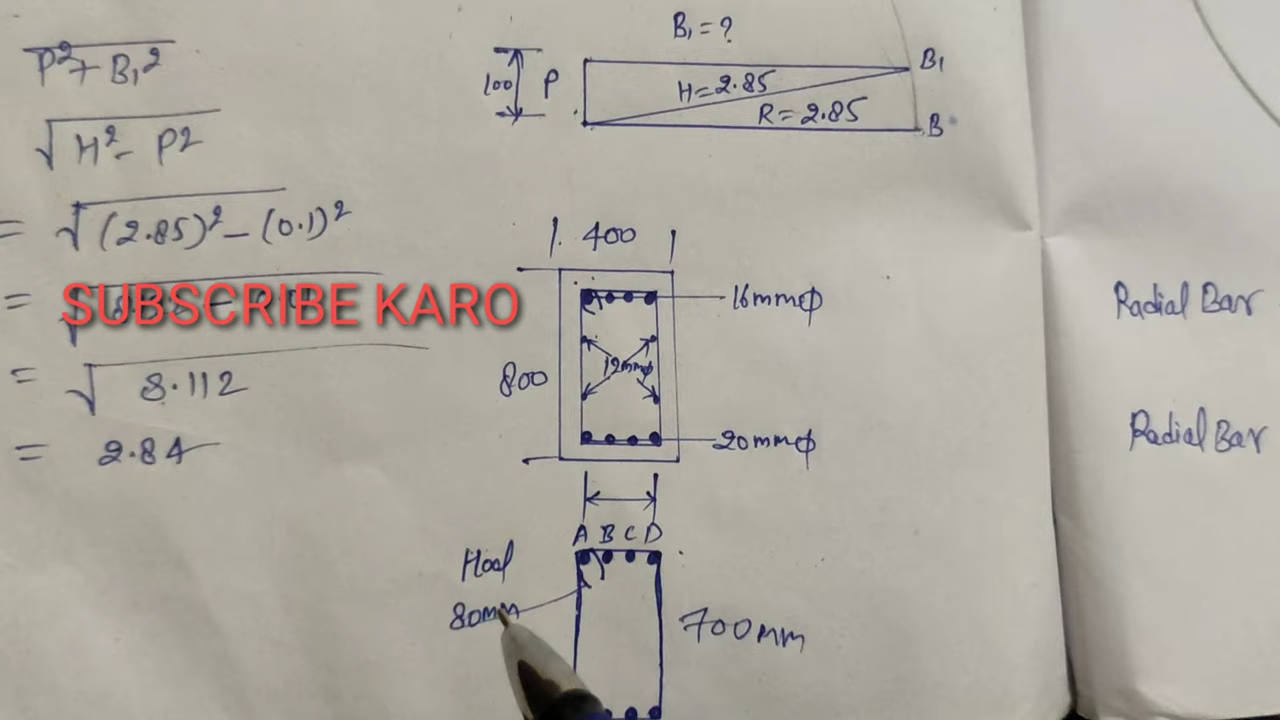 √P²+B₁²
√H²-P²
= √(2.85)²-(0.1)²
SUBSCRIBE KARO
= √8.112
= 2.84
B₁=?
100
P
H=2.85
R=2.85
B₁
B
400
16mmφ
12mmφ
800
20mmφ
A B C D
80mm
700mm
Radial Bar
Radial Bar